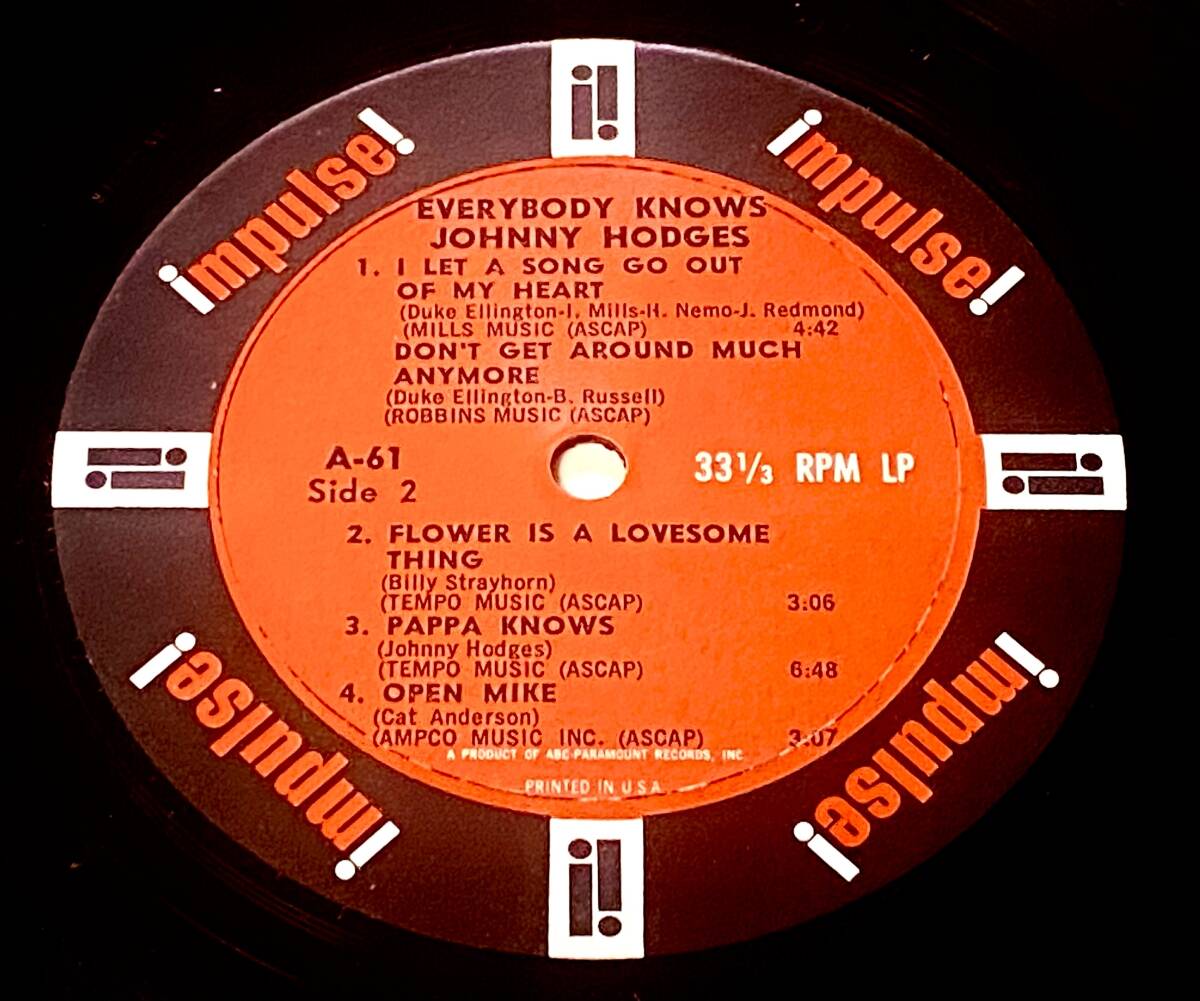 impulse!
i!
impulse!
EVERYBODY KNOWS
JOHNNY HODGES
1. I LET A SONG GO OUT
OF MY HEART
(Duke Ellington-I. Mills-H. Nemo-J. Redmond)
(MILLS MUSIC (ASCAP) 4:42
DON'T GET AROUND MUCH
ANYMORE
(Duke Ellington-B. Russell)
(ROBBINS MUSIC (ASCAP)
i!
A-61
Side 2
33⅓ RPM LP
i!
2. FLOWER IS A LOVESOME
THING
(Billy Strayhorn)
(TEMPO MUSIC (ASCAP) 3:06
3. PAPPA KNOWS
(Johnny Hodges)
(TEMPO MUSIC (ASCAP) 6:48
4. OPEN MIKE
(Cat Anderson)
(AMPCO MUSIC INC. (ASCAP) 3:07
A PRODUCT OF ABC-PARAMOUNT RECORDS, INC
PRINTED IN U.S.A.
impulse!
i!
impulse!